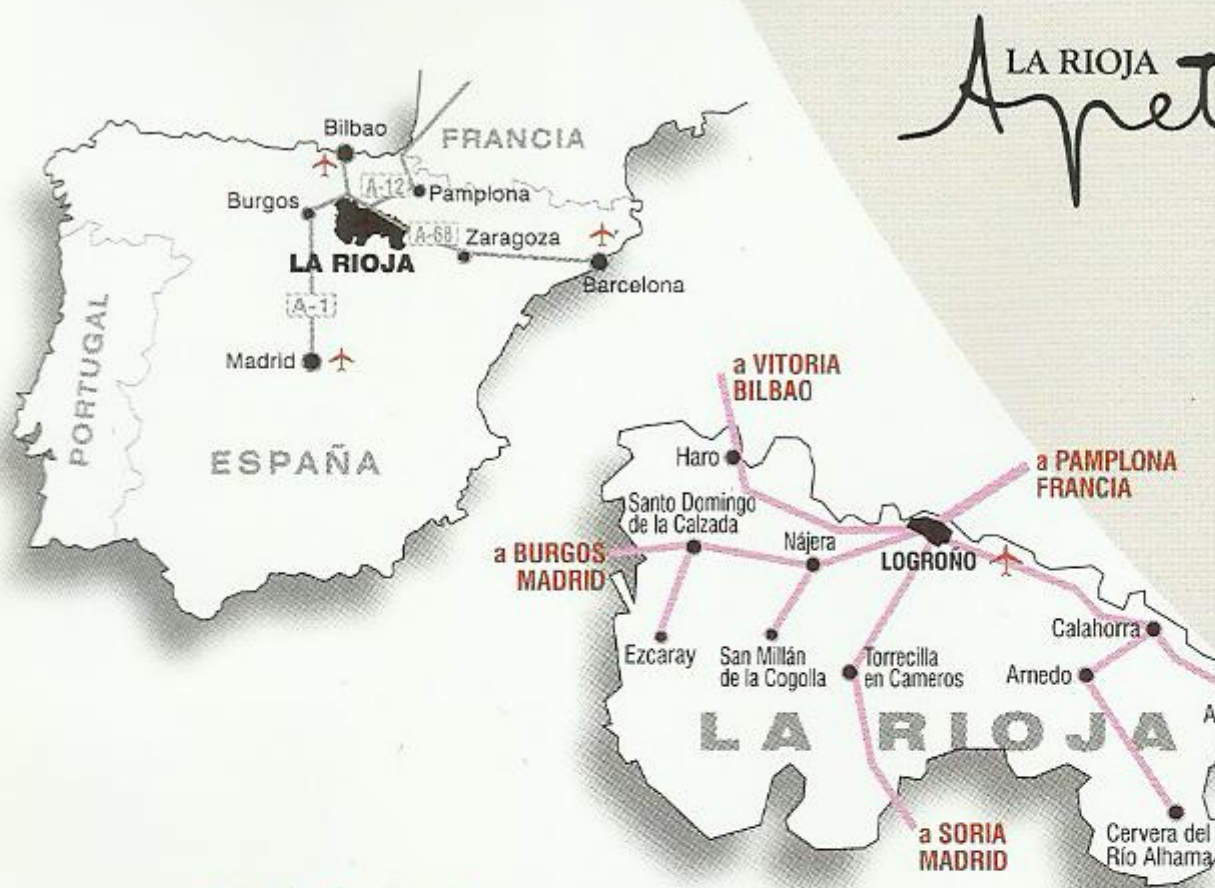 LA RIOJA
Apet
Bilbao
FRANCIA
A-12
Pamplona
Burgos
A-68
Zaragoza
LA RIOJA
Barcelona
A-1
PORTUGAL
Madrid
ESPAÑA
a VITORIA
BILBAO
Haro
a PAMPLONA
FRANCIA
Santo Domingo
de la Calzada
Nájera
a BURGOS
MADRID
LOGROÑO
Calahorra
Ezcaray
San Millán
de la Cogolla
Torrecilla
en Cameros
Arnedo
A
LA RIOJA
a SORIA
MADRID
Cervera del
Río Alhama